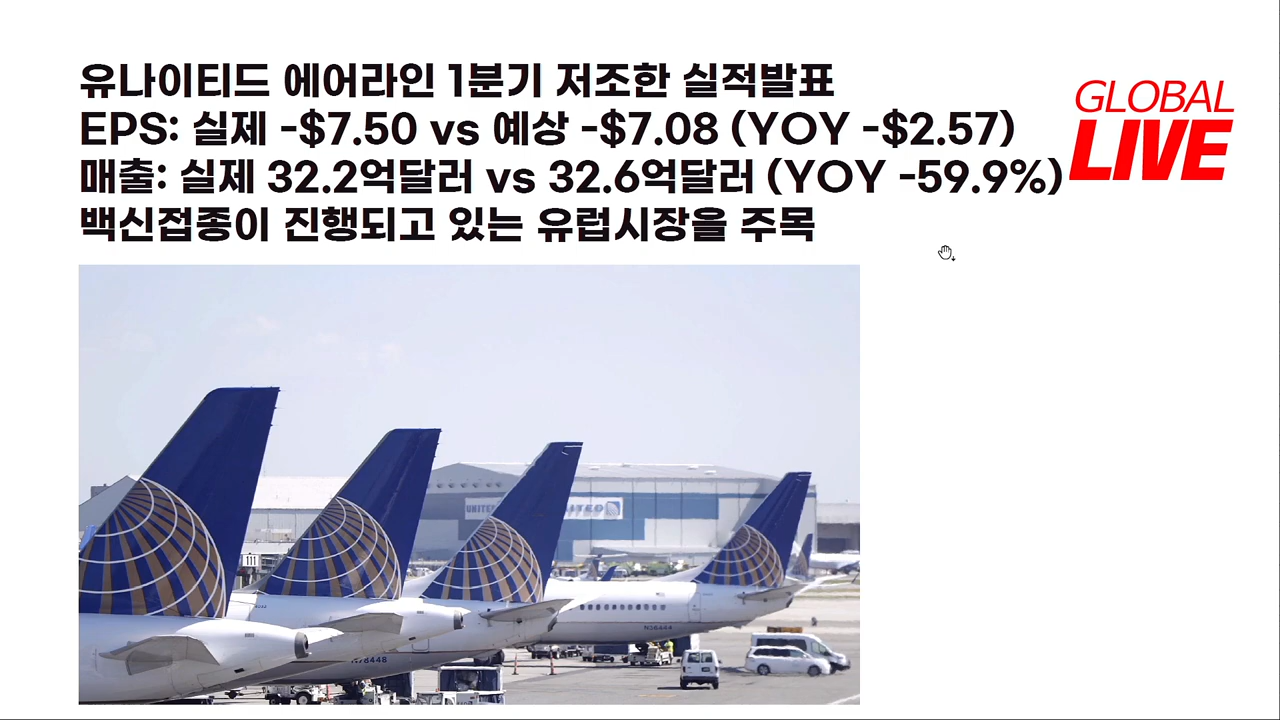 유나이티드 에어라인 1분기 저조한 실적발표
EPS: 실제 -$7.50 vs 예상 -$7.08 (YOY -$2.57)
매출: 실제 32.2억달러 vs 32.6억달러 (YOY -59.9%)
백신접종이 진행되고 있는 유럽시장을 주목
GLOBAL
LIVE
UNITED
111